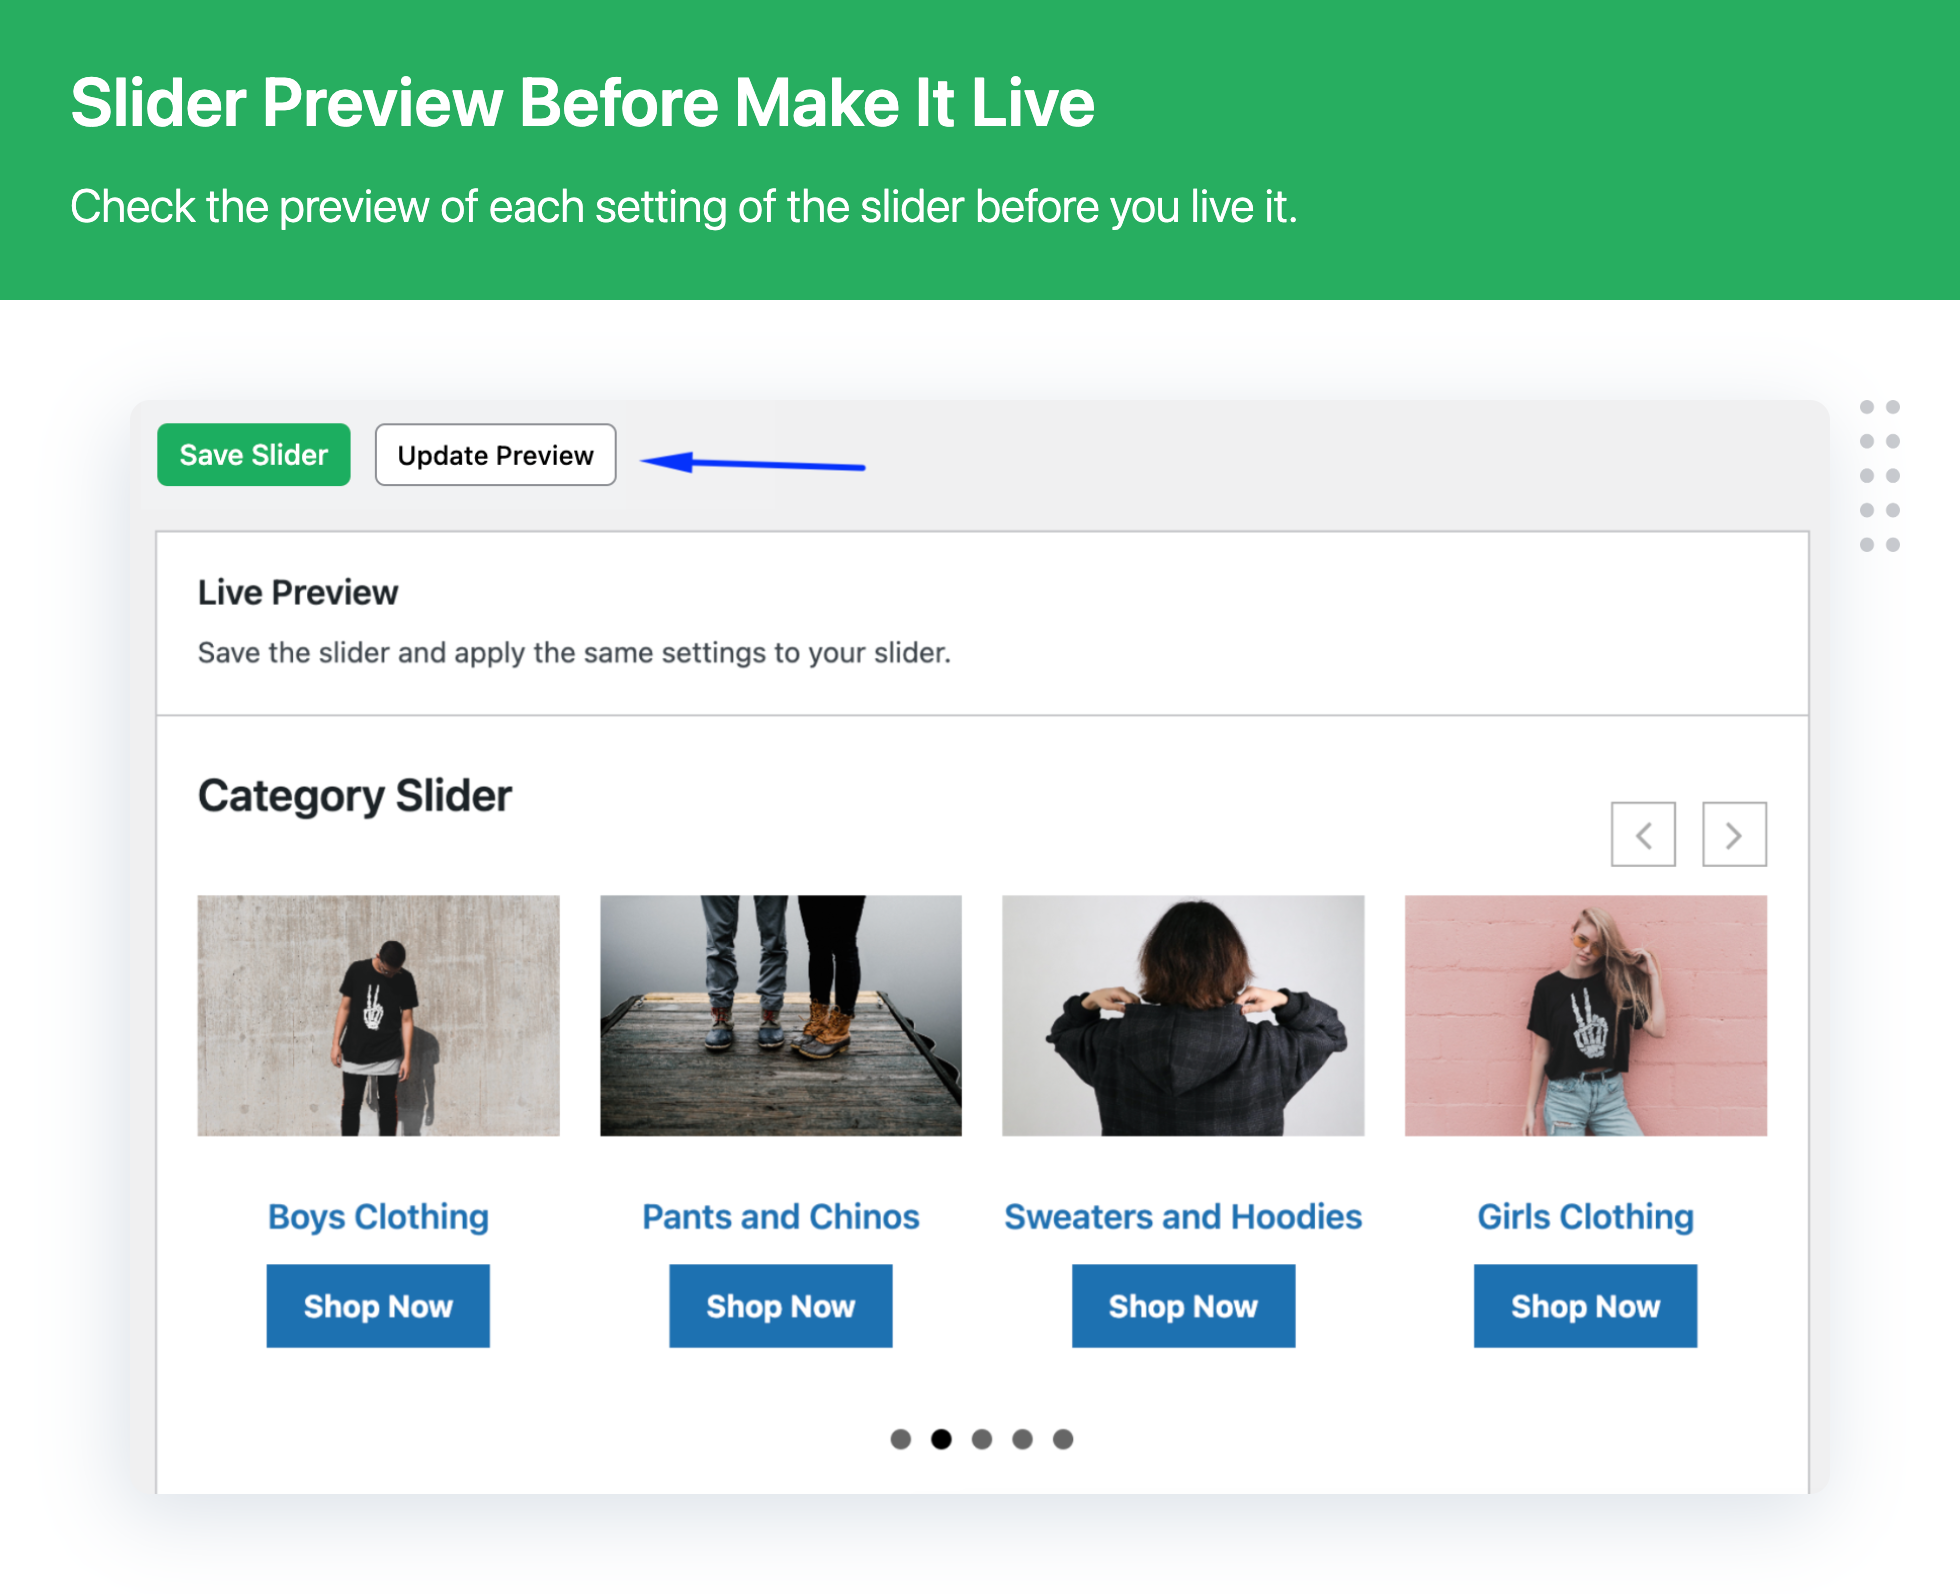 Slider Preview Before Make It Live
Check the preview of each setting of the slider before you live it.
Save Slider
Update Preview
Live Preview
Save the slider and apply the same settings to your slider.
Category Slider
Boys Clothing
Pants and Chinos
Sweaters and Hoodies
Girls Clothing
Shop Now
Shop Now
Shop Now
Shop Now